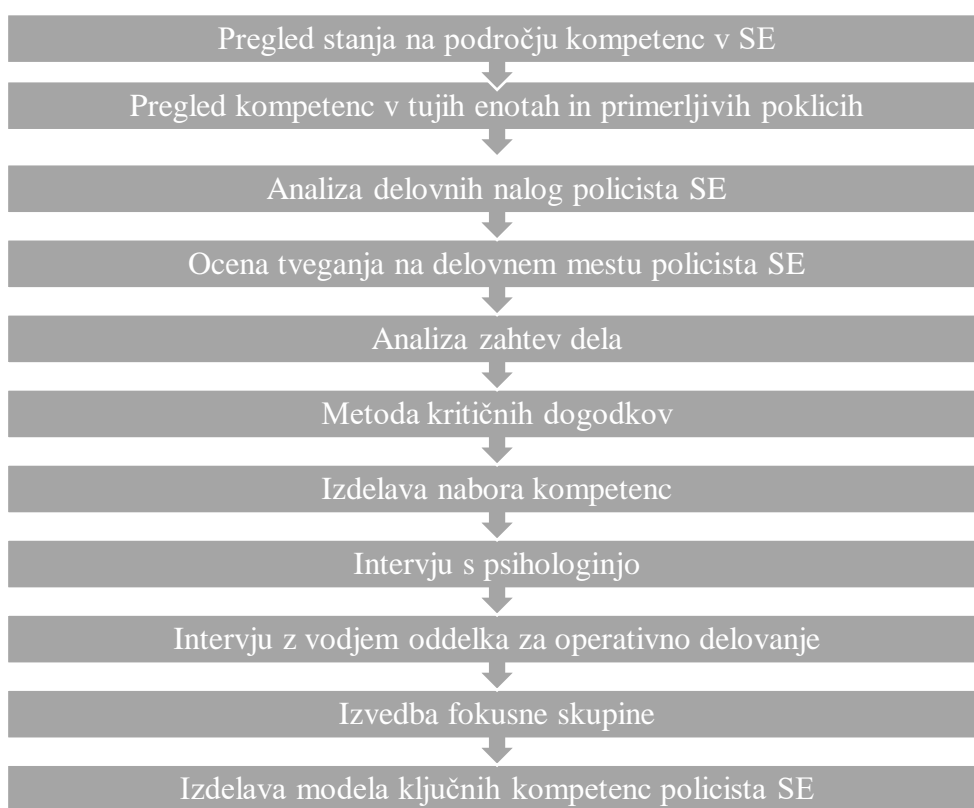 Pregled stanja na področju kompetenc v SE
Pregled kompetenc v tujih enotah in primerljivih poklicih
Analiza delovnih nalog policista SE
Ocena tveganja na delovnem mestu policista SE
Analiza zahtev dela
Metoda kritičnih dogodkov
Izdelava nabora kompetenc
Intervju s psihologinjo
Intervju z vodjem oddelka za operativno delovanje
Izvedba fokusne skupine
Izdelava modela ključnih kompetenc policista SE